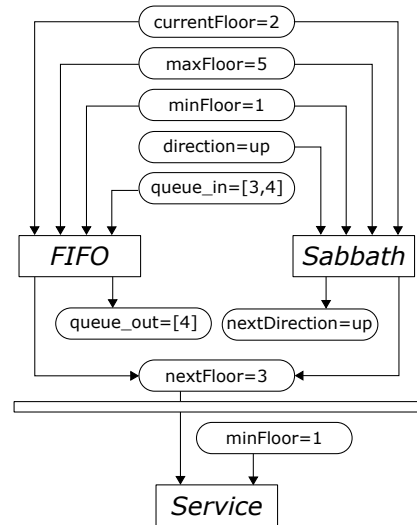 currentFloor=2
maxFloor=5
minFloor=1
direction=up
queue_in=[3,4]
FIFO
Sabbath
queue_out=[4]
nextDirection=up
nextFloor=3
minFloor=1
Service